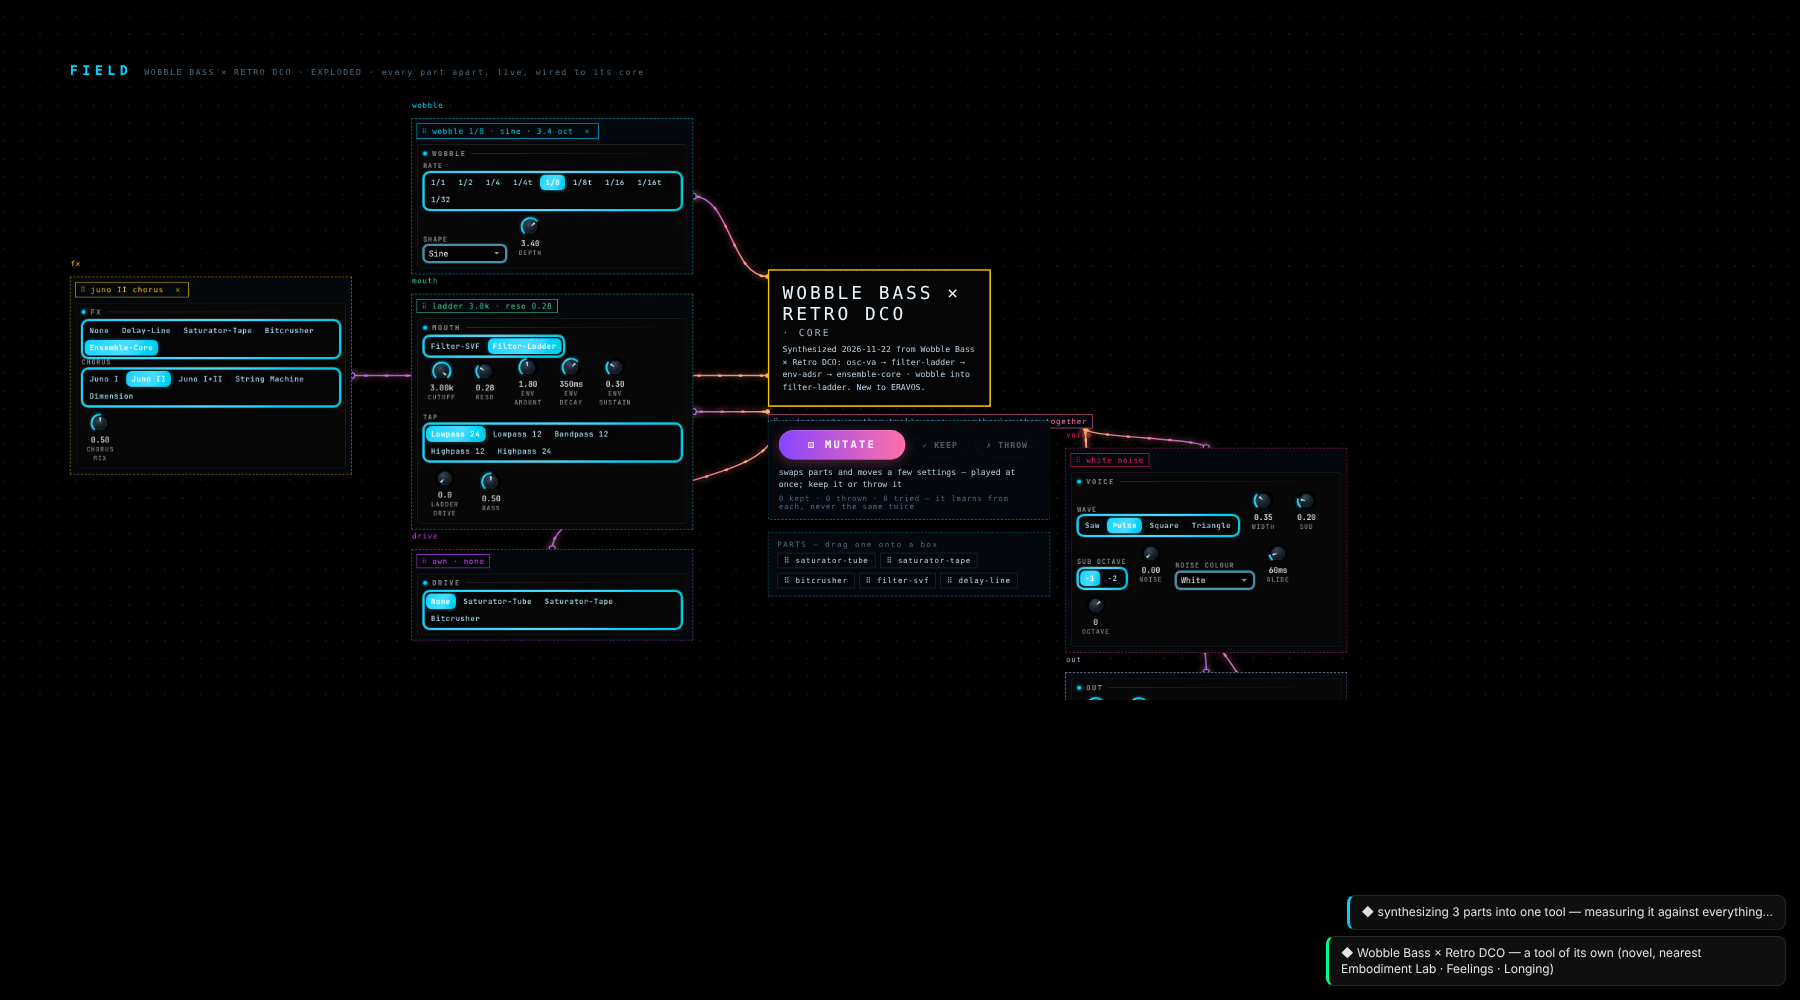 FIELD WOBBLE BASS × RETRO DCO · EXPLODED · every part apart, live, wired to its core
wobble
⠿ wobble 1/8 · sine · 3.4 oct ×
WOBBLE
RATE
1/1 1/2 1/4 1/4t 1/8 1/8t 1/16 1/16t
1/32
SHAPE
Sine
3.40
DEPTH
fx
⠿ juno II chorus ×
FX
None Delay-Line Saturator-Tape Bitcrusher
Ensemble-Core
CHORUS
Juno I Juno II Juno I+II String Machine
Dimension
0.50
CHORUS
MIX
mouth
⠿ ladder 3.0k · reso 0.28
MOUTH
Filter-SVF Filter-Ladder
3.00k 0.28 1.80 350ms 0.30
CUTOFF RESO ENV AMOUNT ENV DECAY ENV SUSTAIN
TAP
Lowpass 24 Lowpass 12 Bandpass 12
Highpass 12 Highpass 24
0.0 0.50
LADDER DRIVE BASS
drive
⠿ own · none
DRIVE
None Saturator-Tube Saturator-Tape
Bitcrusher
WOBBLE BASS ×
RETRO DCO
· CORE
Synthesized 2026-11-22 from Wobble Bass
× Retro DCO: osc-va → filter-ladder →
env-adsr → ensemble-core · wobble into
filter-ladder. New to ERAVOS.
together
⚄ MUTATE ✓ KEEP ✗ THROW
swaps parts and moves a few settings — played at
once; keep it or throw it
0 kept · 0 thrown · 0 tried — it learns from
each, never the same twice
PARTS — drag one onto a box
⠿ saturator-tube ⠿ saturator-tape
⠿ bitcrusher ⠿ filter-svf ⠿ delay-line
voice
⠿ white noise
VOICE
WAVE
Saw Pulse Square Triangle
0.35 0.20
WIDTH SUB
SUB OCTAVE
-1 -2
0.00
NOISE
NOISE COLOUR
White
60ms
GLIDE
0
OCTAVE
out
OUT
◆ synthesizing 3 parts into one tool — measuring it against everything…
◆ Wobble Bass × Retro DCO — a tool of its own (novel, nearest
Embodiment Lab · Feelings · Longing)